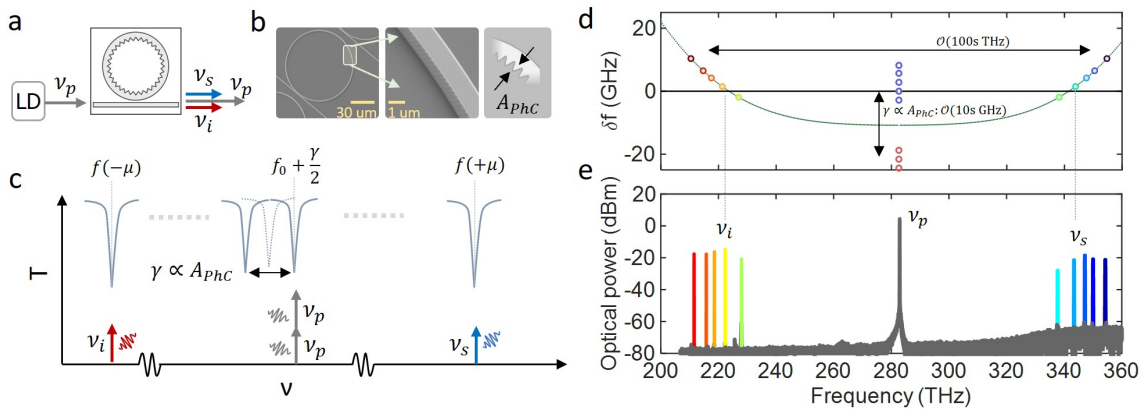 a
LD
ν_p
ν_s
ν_p
ν_i
b
30 um
1 um
A_PhC
c
T
f(−μ)
f_0 + γ/2
f(+μ)
γ ∝ A_PhC
ν_p
ν_i
ν_p
ν_s
ν
d
δf (GHz)
20
0
-20
𝒪(100s THz)
γ ∝ A_PhC: 𝒪(10s GHz)
e
Optical power (dBm)
20
0
-20
-40
-60
-80
ν_i
ν_p
ν_s
200 220 240 260 280 300 320 340 360
Frequency (THz)